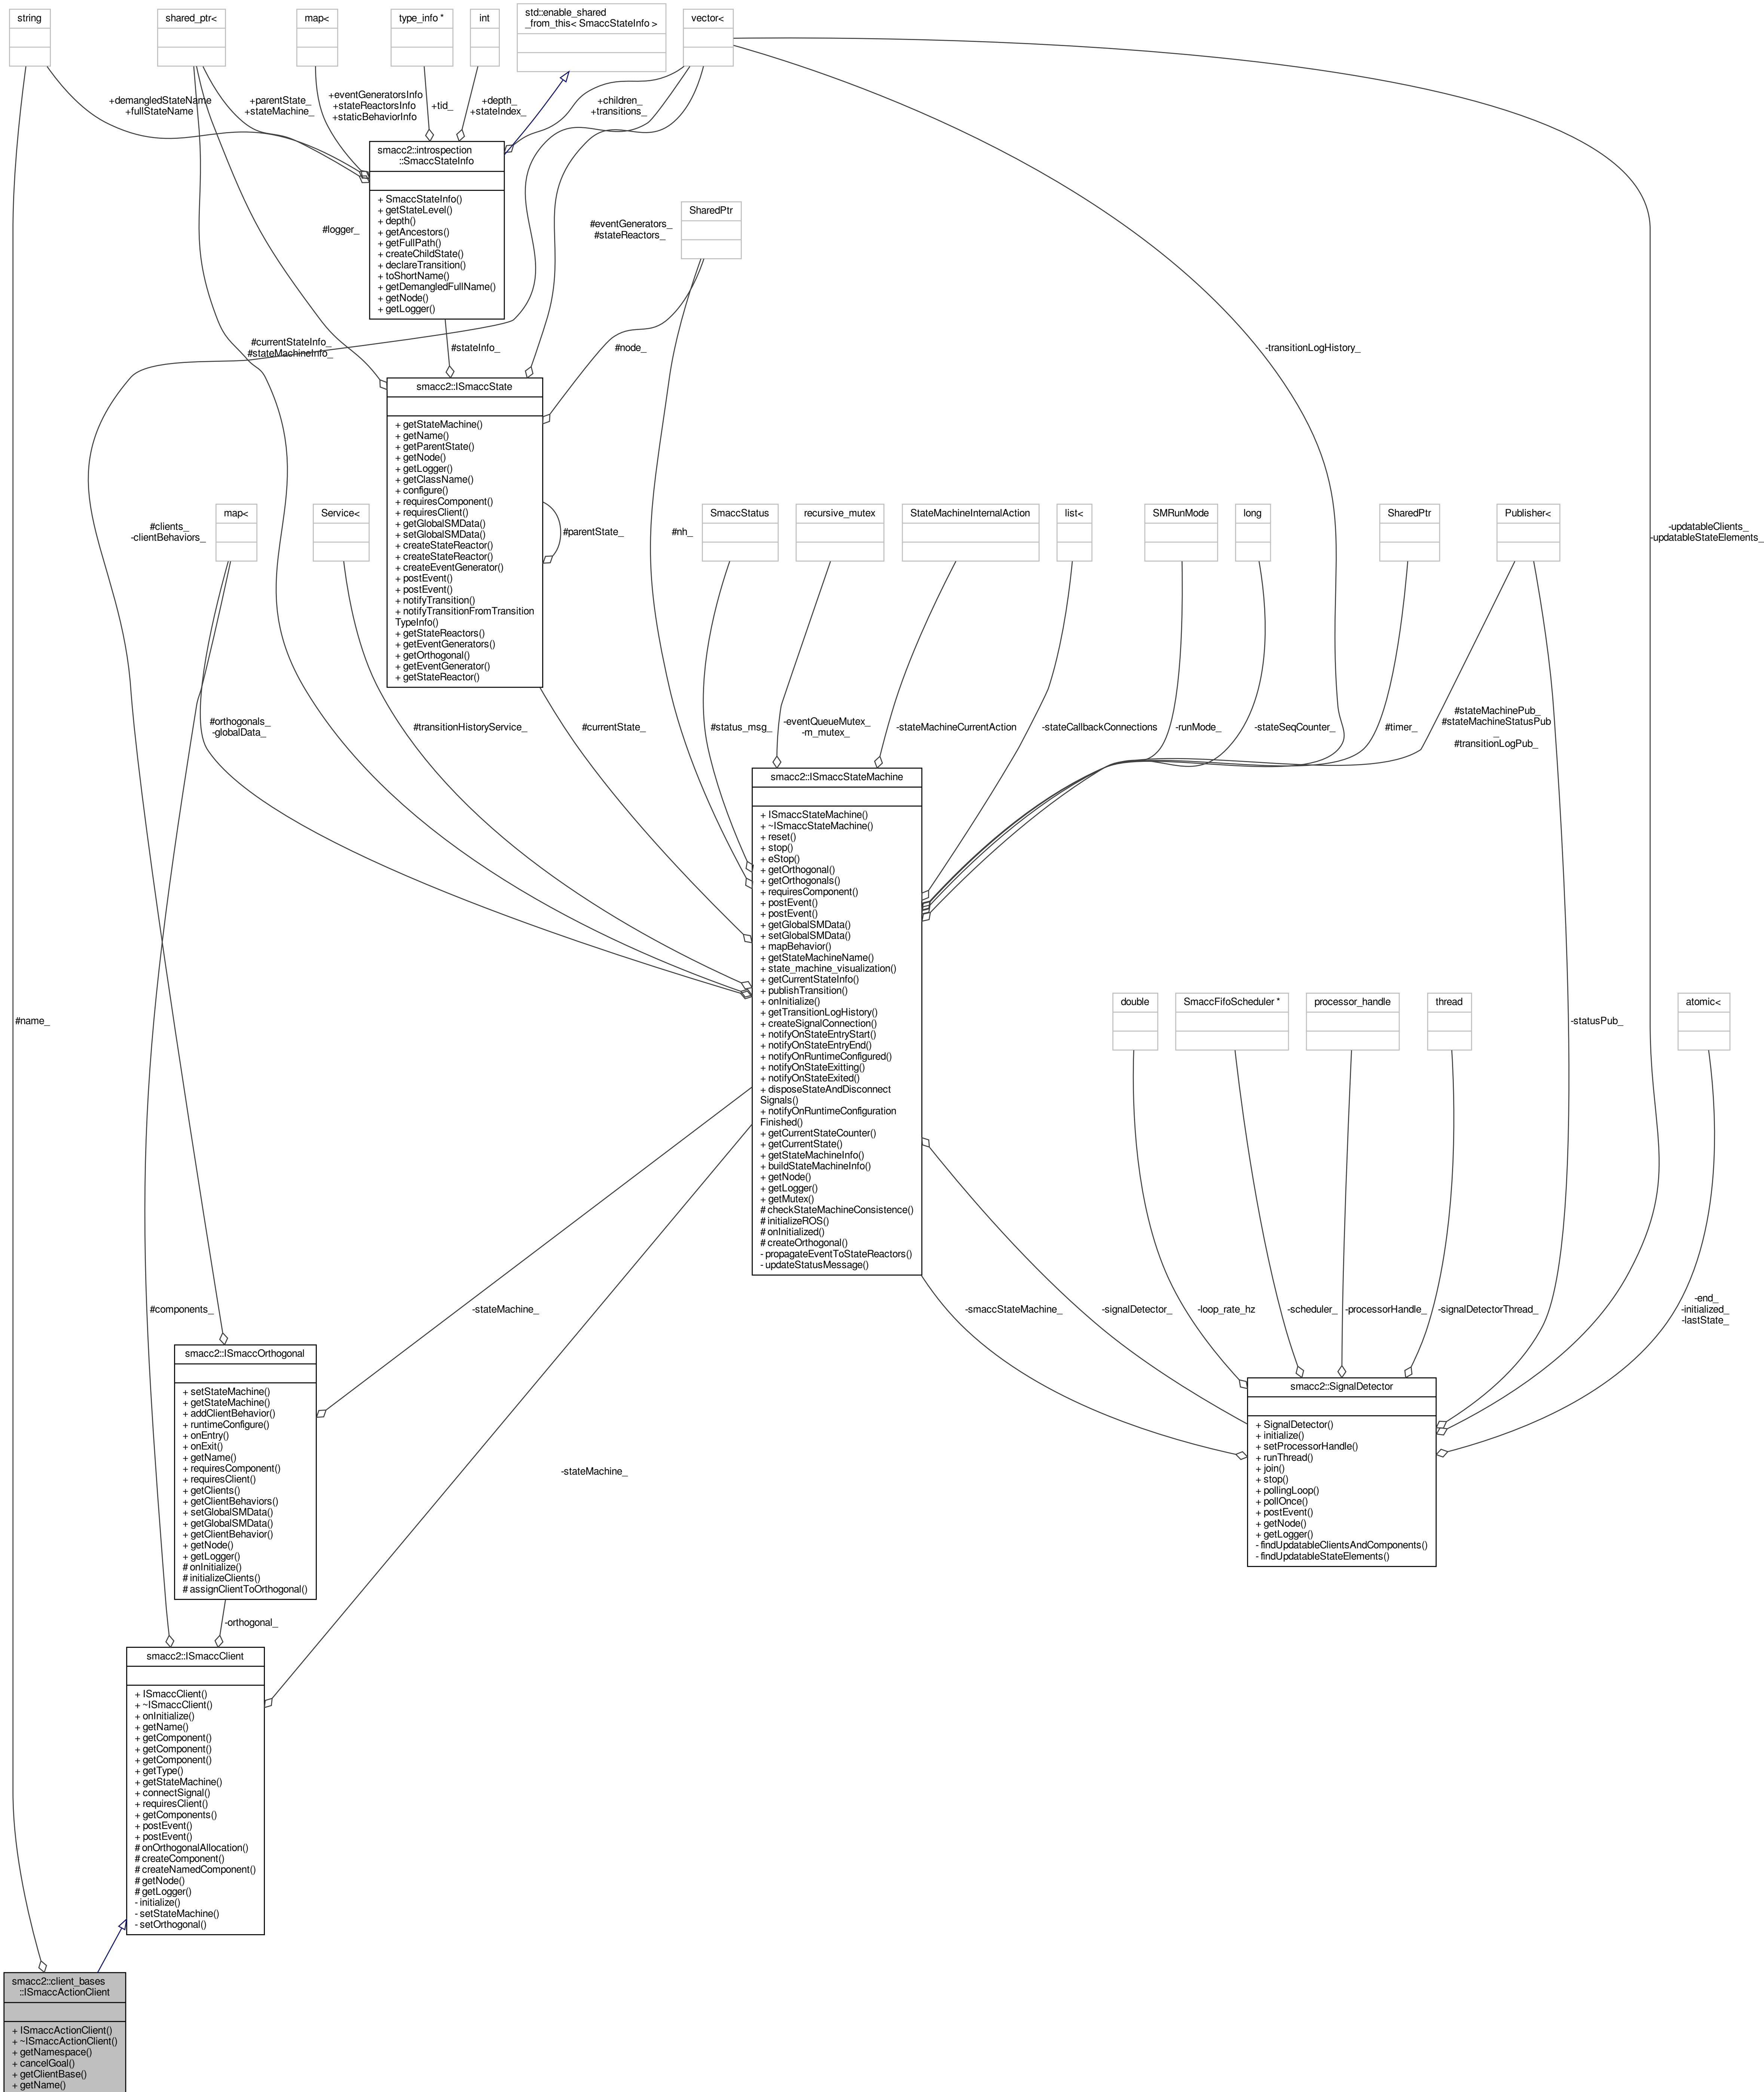 string
shared_ptr<
map<
type_info *
int
std::enable_shared
_from_this< SmaccStateInfo >
vector<
+demangledStateName
+fullStateName
+parentState_
+stateMachine_
+eventGeneratorsInfo
+stateReactorsInfo
+staticBehaviorInfo
+tid_
+depth_
+stateIndex_
+children_
+transitions_
smacc2::introspection
::SmaccStateInfo
+ SmaccStateInfo()
+ getStateLevel()
+ depth()
+ getAncestors()
+ getFullPath()
+ createChildState()
+ declareTransition()
+ toShortName()
+ getDemangledFullName()
+ getNode()
+ getLogger()
#logger_
#eventGenerators_
#stateReactors_
SharedPtr
#currentStateInfo_
#stateMachineInfo_
#stateInfo_
#node_
-transitionLogHistory_
smacc2::ISmaccState
+ getStateMachine()
+ getName()
+ getParentState()
+ getNode()
+ getLogger()
+ getClassName()
+ configure()
+ requiresComponent()
+ requiresClient()
+ getGlobalSMData()
+ setGlobalSMData()
+ createStateReactor()
+ createStateReactor()
+ createEventGenerator()
+ postEvent()
+ postEvent()
+ notifyTransition()
+ notifyTransitionFromTransition
TypeInfo()
+ getStateReactors()
+ getEventGenerators()
+ getOrthogonal()
+ getEventGenerator()
+ getStateReactor()
#parentState_
#clients_
-clientBehaviors_
map<
Service<
#nh_
SmaccStatus
recursive_mutex
StateMachineInternalAction
list<
SMRunMode
long
SharedPtr
Publisher<
-updatableClients_
-updatableStateElements_
#orthogonals_
-globalData_
#transitionHistoryService_
#currentState_
#status_msg_
-eventQueueMutex_
-m_mutex_
-stateMachineCurrentAction
-stateCallbackConnections
-runMode_
-stateSeqCounter_
#timer_
#stateMachinePub_
#stateMachineStatusPub
_
#transitionLogPub_
smacc2::ISmaccStateMachine
+ ISmaccStateMachine()
+ ~ISmaccStateMachine()
+ reset()
+ stop()
+ eStop()
+ getOrthogonal()
+ getOrthogonals()
+ requiresComponent()
+ postEvent()
+ postEvent()
+ getGlobalSMData()
+ setGlobalSMData()
+ mapBehavior()
+ getStateMachineName()
+ state_machine_visualization()
+ getCurrentStateInfo()
+ publishTransition()
+ onInitialize()
+ getTransitionLogHistory()
+ createSignalConnection()
+ notifyOnStateEntryStart()
+ notifyOnStateEntryEnd()
+ notifyOnRuntimeConfigured()
+ notifyOnStateExitting()
+ notifyOnStateExited()
+ disposeStateAndDisconnect
Signals()
+ notifyOnRuntimeConfiguration
Finished()
+ getCurrentStateCounter()
+ getCurrentState()
+ getStateMachineInfo()
+ buildStateMachineInfo()
+ getNode()
+ getLogger()
+ getMutex()
# checkStateMachineConsistence()
# initializeROS()
# onInitialized()
# createOrthogonal()
- propagateEventToStateReactors()
- updateStatusMessage()
#name_
double
SmaccFifoScheduler *
processor_handle
thread
-statusPub_
atomic<
#components_
-stateMachine_
-smaccStateMachine_
-signalDetector_
-loop_rate_hz
-scheduler_
-processorHandle_
-signalDetectorThread_
-end_
-initialized_
-lastState_
smacc2::ISmaccOrthogonal
+ setStateMachine()
+ getStateMachine()
+ addClientBehavior()
+ runtimeConfigure()
+ onEntry()
+ onExit()
+ getName()
+ requiresComponent()
+ requiresClient()
+ getClients()
+ getClientBehaviors()
+ setGlobalSMData()
+ getGlobalSMData()
+ getClientBehavior()
+ getNode()
+ getLogger()
# onInitialize()
# initializeClients()
# assignClientToOrthogonal()
-stateMachine_
smacc2::SignalDetector
+ SignalDetector()
+ initialize()
+ setProcessorHandle()
+ runThread()
+ join()
+ stop()
+ pollingLoop()
+ pollOnce()
+ postEvent()
+ getNode()
+ getLogger()
- findUpdatableClientsAndComponents()
- findUpdatableStateElements()
-orthogonal_
smacc2::ISmaccClient
+ ISmaccClient()
+ ~ISmaccClient()
+ onInitialize()
+ getName()
+ getComponent()
+ getComponent()
+ getComponent()
+ getType()
+ getStateMachine()
+ connectSignal()
+ requiresClient()
+ getComponents()
+ postEvent()
+ postEvent()
# onOrthogonalAllocation()
# createComponent()
# createNamedComponent()
# getNode()
# getLogger()
- initialize()
- setStateMachine()
- setOrthogonal()
smacc2::client_bases
::ISmaccActionClient
+ ISmaccActionClient()
+ ~ISmaccActionClient()
+ getNamespace()
+ cancelGoal()
+ getClientBase()
+ getName()